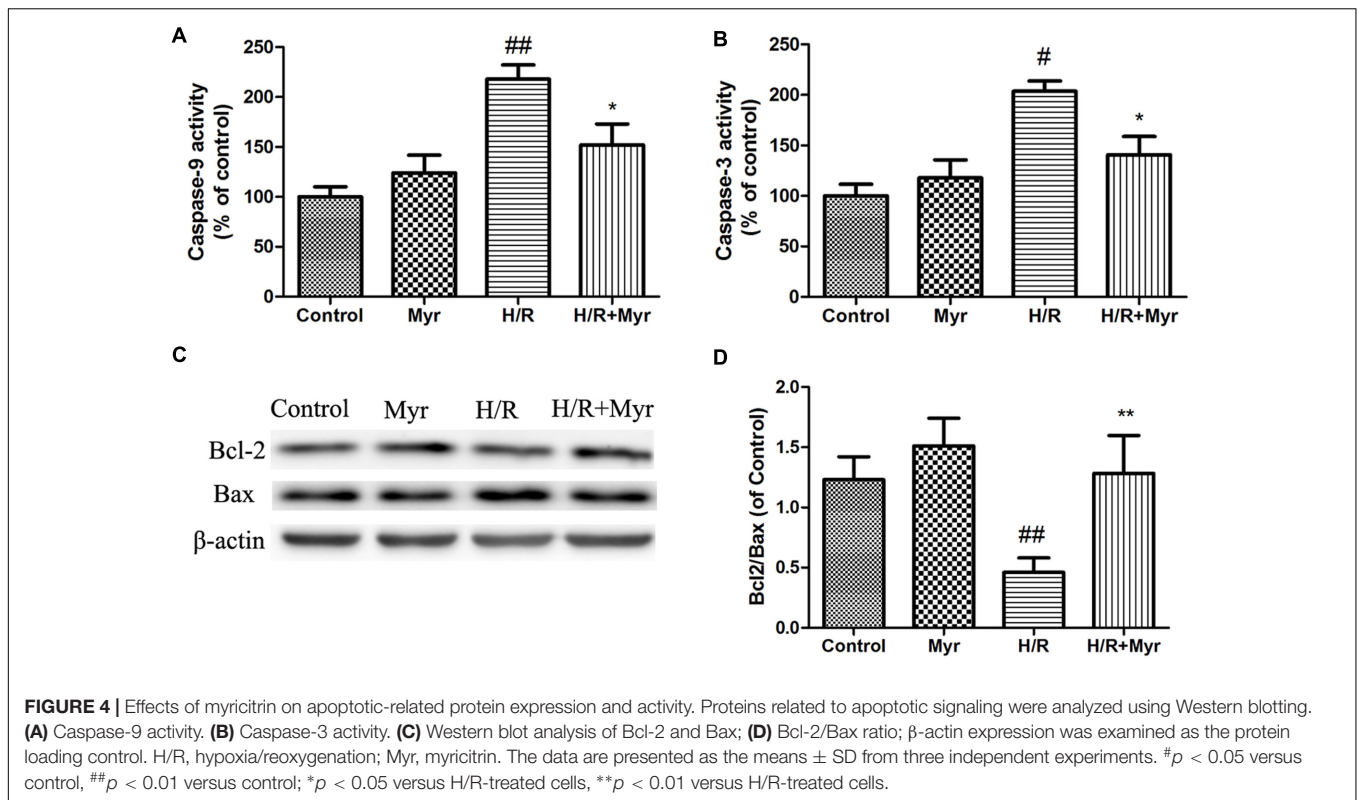 A
Caspase-9 activity
(% of control)
250
200
150
100
50
0
##
*
Control Myr H/R H/R+Myr
B
Caspase-3 activity
(% of control)
250
200
150
100
50
0
#
*
Control Myr H/R H/R+Myr
C
Control Myr H/R H/R+Myr
Bcl-2
Bax
β-actin
D
Bcl2/Bax (of Control)
2.0
1.5
1.0
0.5
0.0
##
**
Control Myr H/R H/R+Myr
FIGURE 4 | Effects of myricitrin on apoptotic-related protein expression and activity. Proteins related to apoptotic signaling were analyzed using Western blotting.
(A) Caspase-9 activity. (B) Caspase-3 activity. (C) Western blot analysis of Bcl-2 and Bax; (D) Bcl-2/Bax ratio; β-actin expression was examined as the protein
loading control. H/R, hypoxia/reoxygenation; Myr, myricitrin. The data are presented as the means ± SD from three independent experiments. #p < 0.05 versus
control, ##p < 0.01 versus control; *p < 0.05 versus H/R-treated cells, **p < 0.01 versus H/R-treated cells.